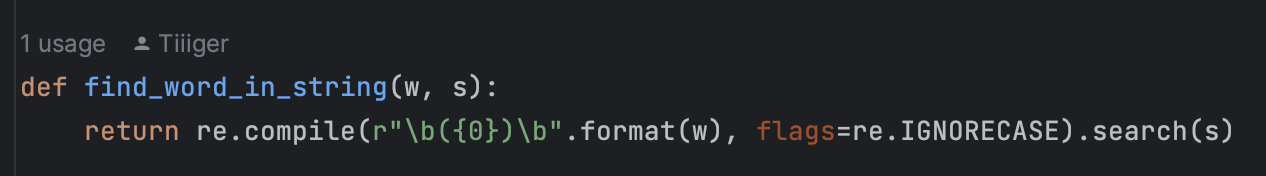 1 usage Tiiiger
def find_word_in_string(w, s):
    return re.compile(r"\b({0})\b".format(w), flags=re.IGNORECASE).search(s)